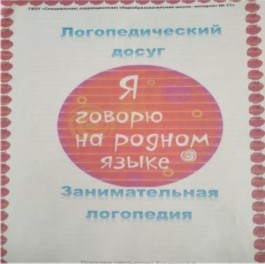 Логопедический
досуг
Я
говорю
на родном
языке
Занимательная
логопедия